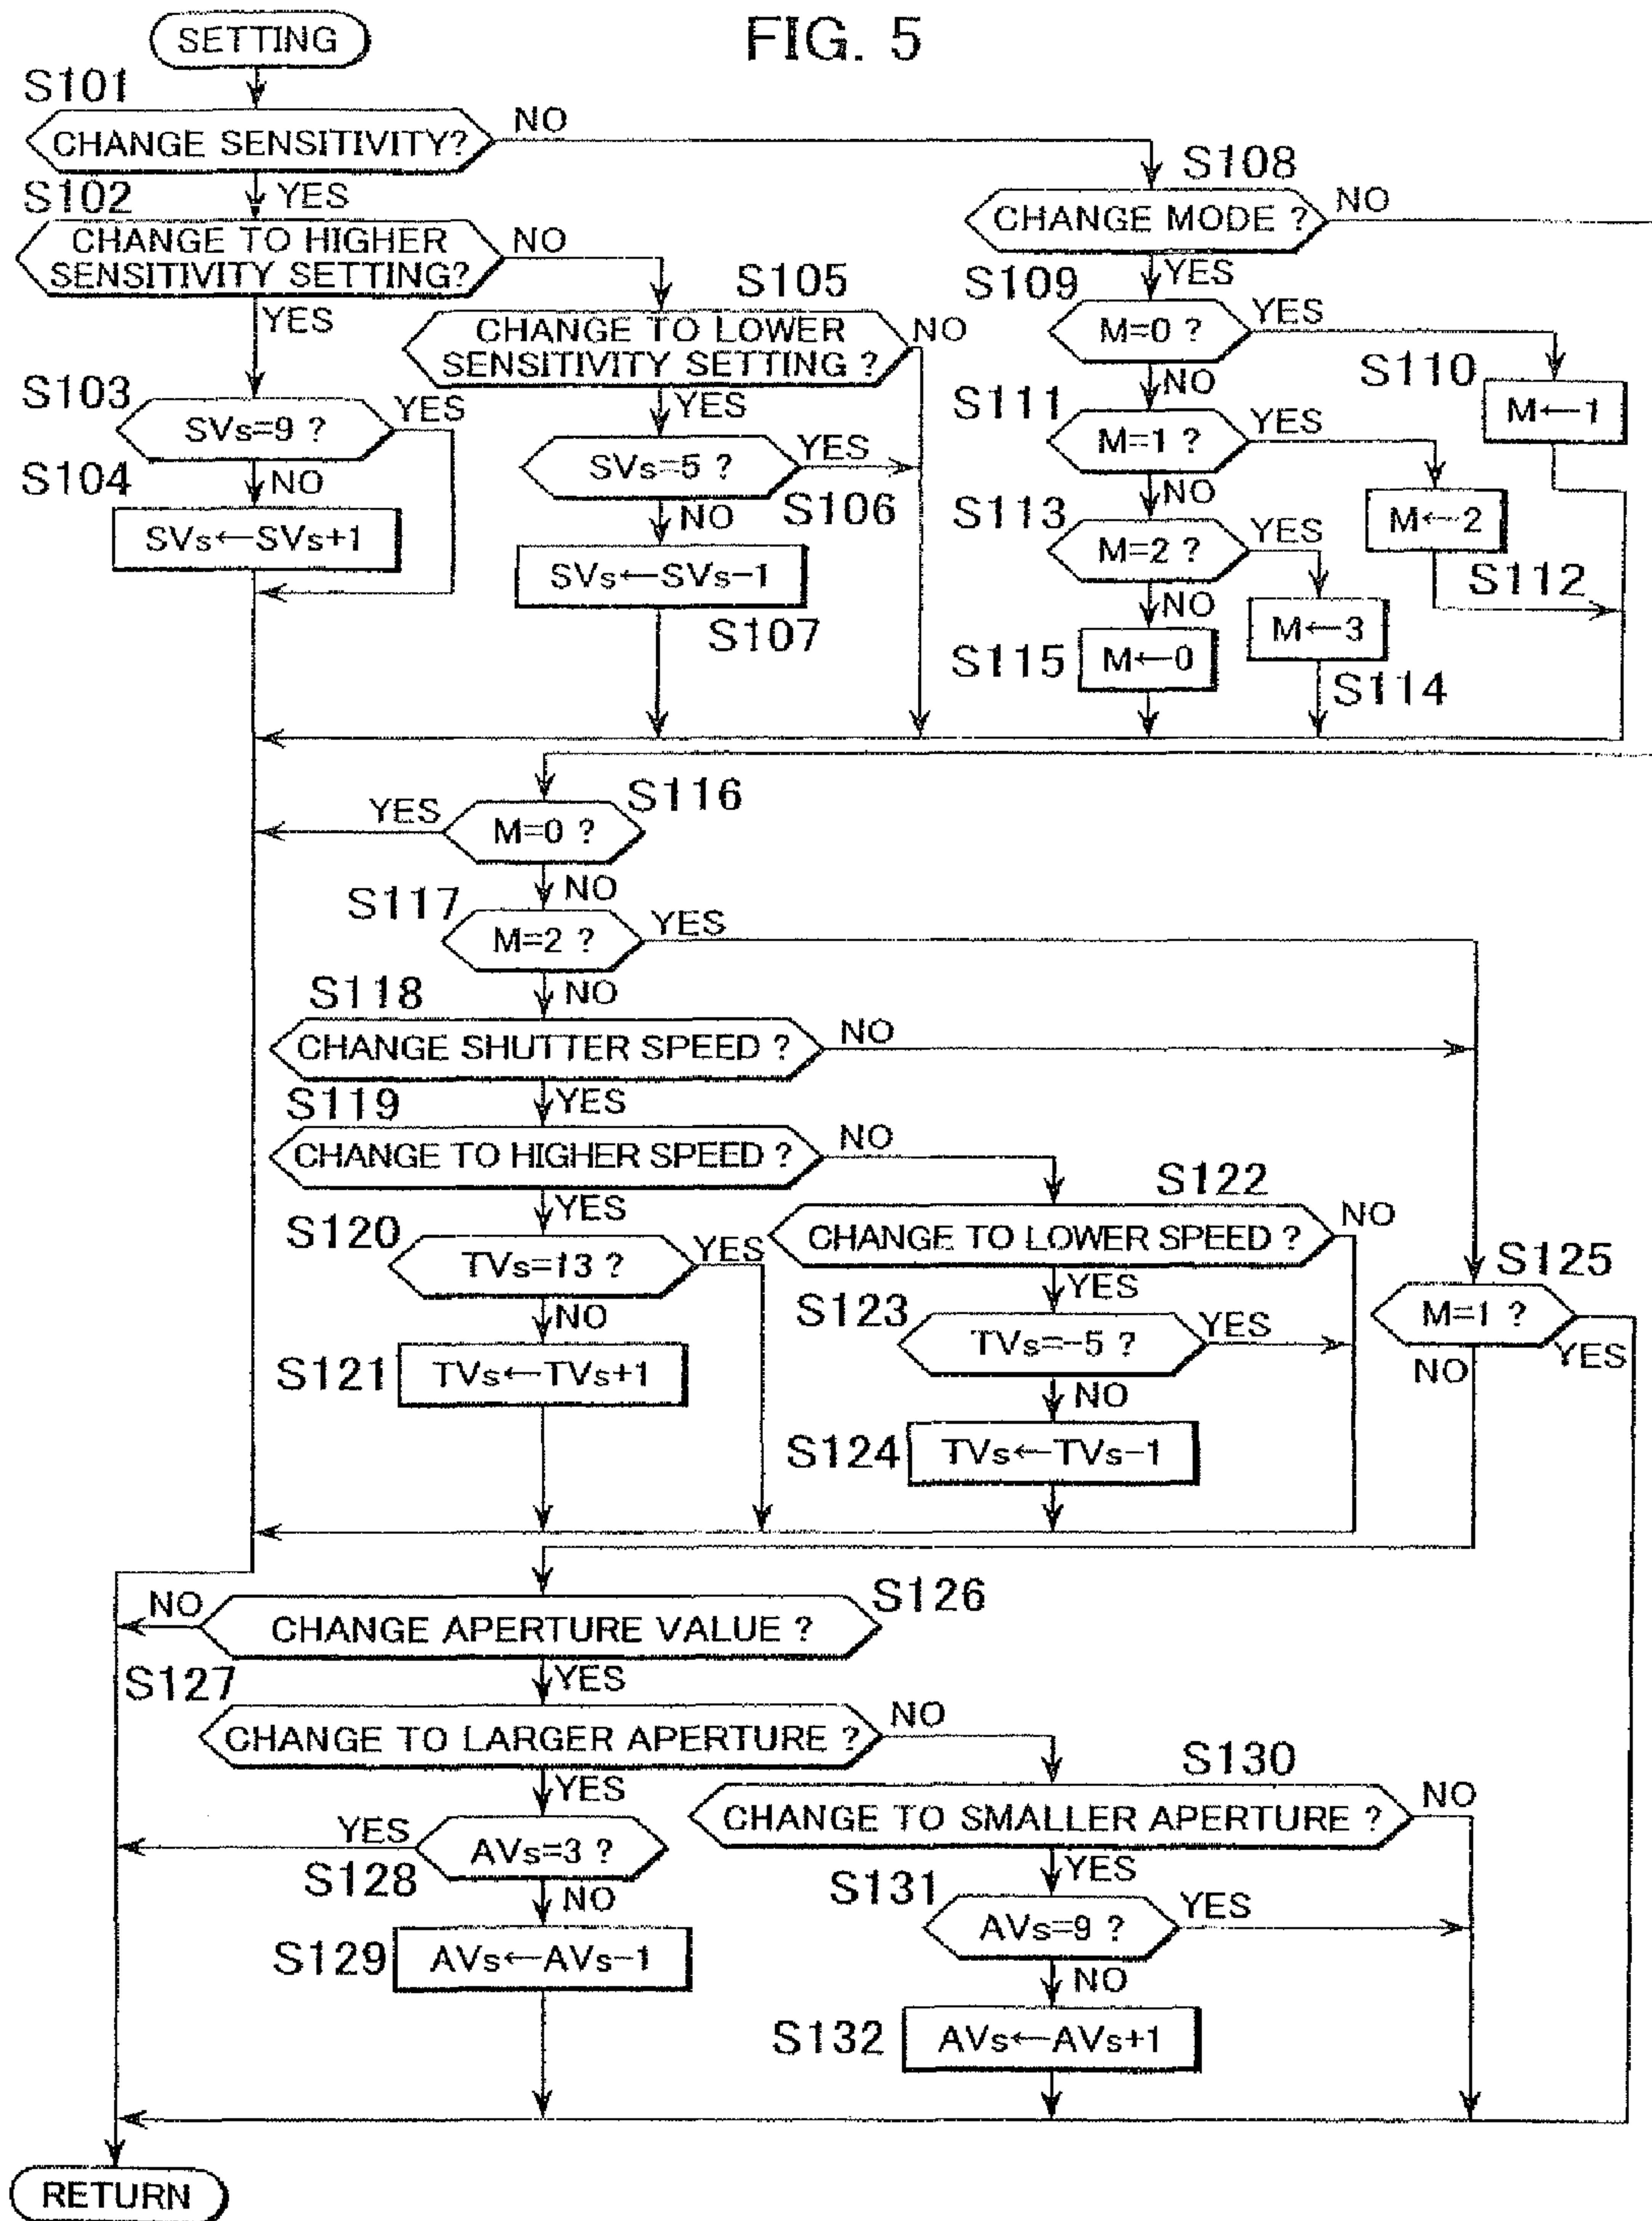 FIG. 5
SETTING
S101
CHANGE SENSITIVITY?
NO
YES
S102
CHANGE TO HIGHER
SENSITIVITY SETTING?
NO
YES
S103
SVs=9 ?
YES
NO
S104
SVs←SVs+1
S105
CHANGE TO LOWER
SENSITIVITY SETTING ?
NO
YES
SVs=5 ?
YES
S106
NO
SVs←SVs−1
S107
S108
CHANGE MODE ?
NO
YES
S109
M=0 ?
YES
NO
S110
M←1
S111
M=1 ?
YES
NO
M←2
S112
S113
M=2 ?
YES
NO
M←3
S114
S115
M←0
S116
M=0 ?
YES
NO
S117
M=2 ?
YES
NO
S118
CHANGE SHUTTER SPEED ?
NO
YES
S119
CHANGE TO HIGHER SPEED ?
NO
YES
S120
TVs=13 ?
YES
NO
S121
TVs←TVs+1
S122
CHANGE TO LOWER SPEED ?
NO
YES
S123
TVs=−5 ?
YES
NO
S124
TVs←TVs−1
S125
M=1 ?
YES
NO
S126
CHANGE APERTURE VALUE ?
NO
YES
S127
CHANGE TO LARGER APERTURE ?
NO
YES
AVs=3 ?
YES
S128
NO
S129
AVs←AVs−1
S130
CHANGE TO SMALLER APERTURE ?
NO
YES
S131
AVs=9 ?
YES
NO
S132
AVs←AVs+1
RETURN